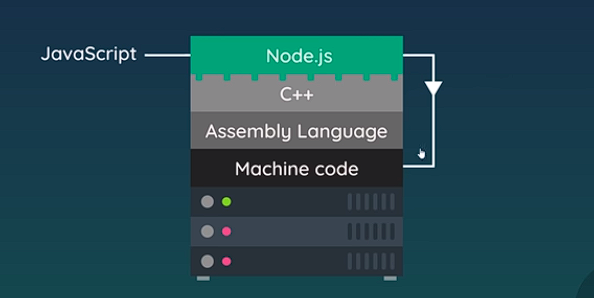 JavaScript
Node.js
C++
Assembly Language
Machine code